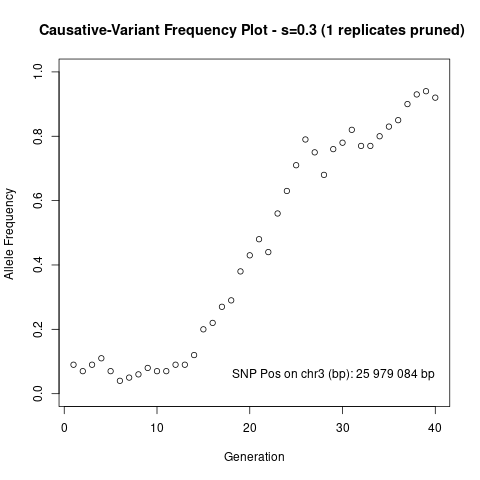 Causative-Variant Frequency Plot - s=0.3 (1 replicates pruned)
1.0
0.8
0.6
0.4
0.2
0.0
Allele Frequency
SNP Pos on chr3 (bp): 25 979 084 bp
0 10 20 30 40
Generation